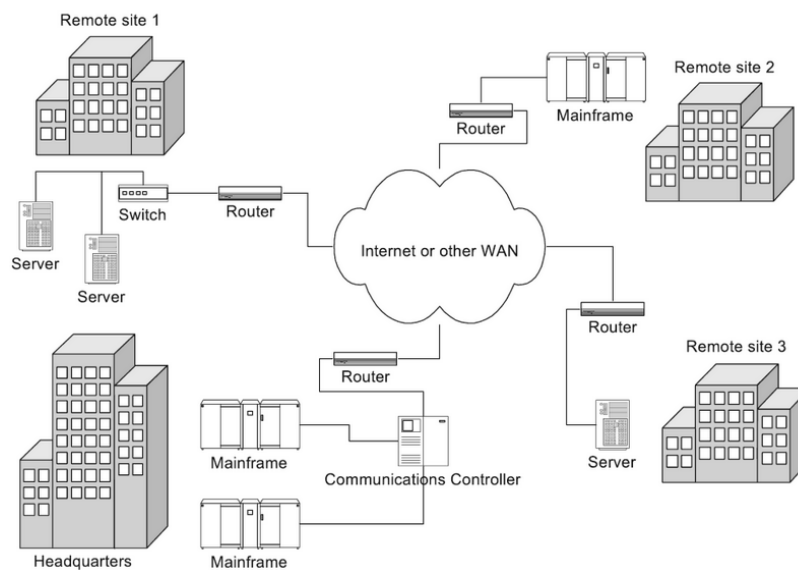 Remote site 1
Remote site 2
Mainframe
Router
Switch
Router
Internet or other WAN
Server
Server
Router
Remote site 3
Router
Mainframe
Server
Communications Controller
Headquarters
Mainframe